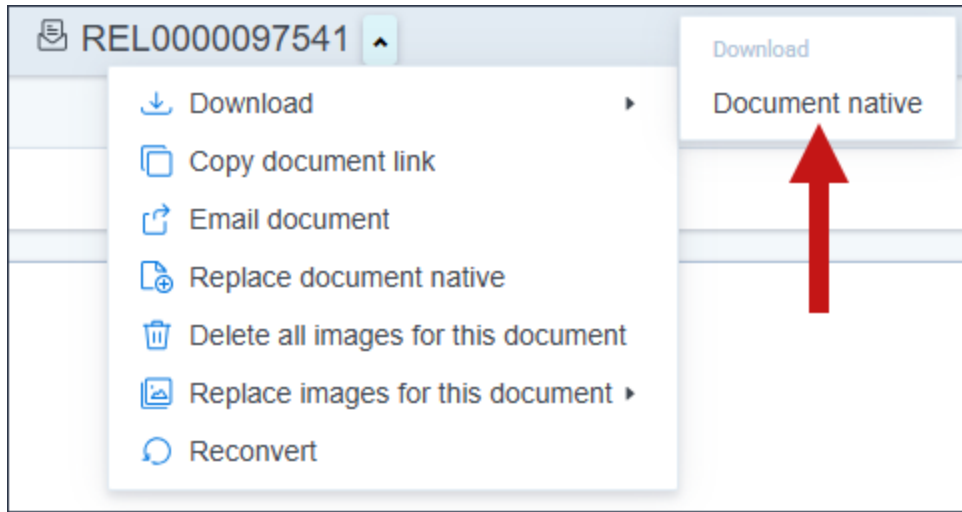 REL0000097541
Download
Document native
Download
Copy document link
Email document
Replace document native
Delete all images for this document
Replace images for this document
Reconvert